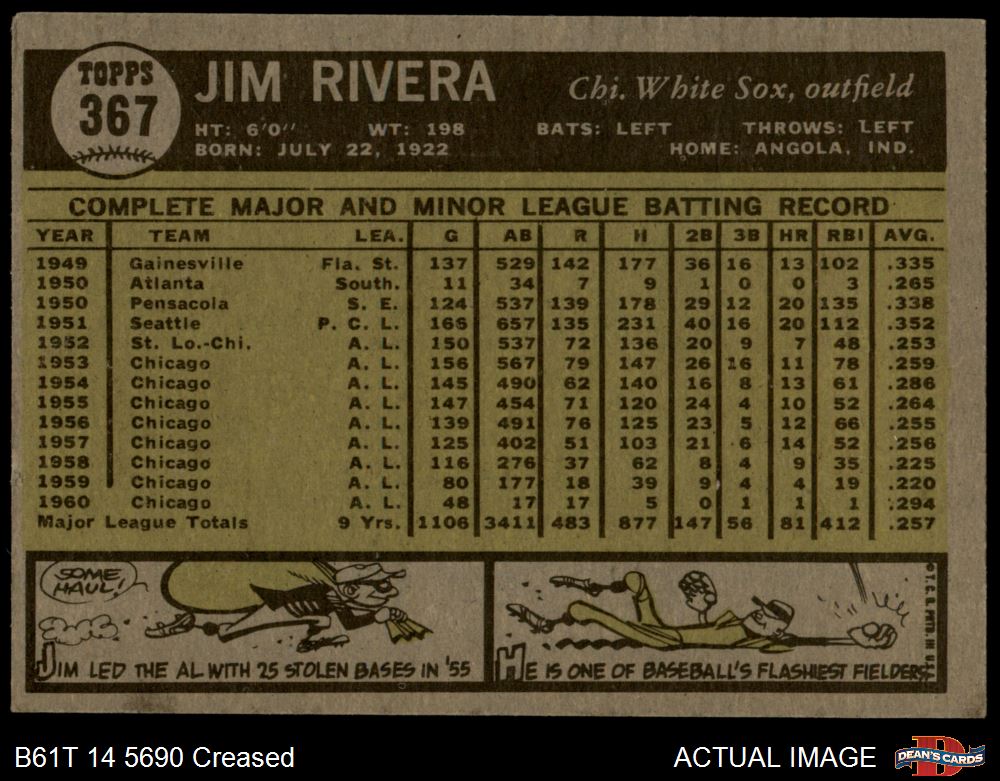 TOPPS
367
JIM RIVERA
Chi. White Sox, outfield
HT: 6'0" WT: 198 BATS: LEFT THROWS: LEFT
BORN: JULY 22, 1922 HOME: ANGOLA, IND.
COMPLETE MAJOR AND MINOR LEAGUE BATTING RECORD
YEAR TEAM LEA. G AB R H 2B 3B HR RBI AVG.
1949 Gainesville Fla. St. 137 529 142 177 36 16 13 102 .335
1950 Atlanta South. 11 34 7 9 1 0 0 3 .265
1950 Pensacola S. E. 124 537 139 178 29 12 20 135 .338
1951 Seattle P. C. L. 166 657 135 231 40 16 20 112 .352
1952 St. Lo.-Chi. A. L. 150 537 72 136 20 9 7 48 .253
1953 Chicago A. L. 156 567 79 147 26 16 11 78 .259
1954 Chicago A. L. 145 490 62 140 16 8 13 61 .286
1955 Chicago A. L. 147 454 71 120 24 4 10 52 .264
1956 Chicago A. L. 139 491 76 125 23 5 12 66 .255
1957 Chicago A. L. 125 402 51 103 21 6 14 52 .256
1958 Chicago A. L. 116 276 37 62 8 4 9 35 .225
1959 Chicago A. L. 80 177 18 39 9 4 4 19 .220
1960 Chicago A. L. 48 17 17 5 0 1 1 1 .294
Major League Totals 9 Yrs. 1106 3411 483 877 147 56 81 412 .257
SOME
HAUL!
JIM LED THE AL WITH 25 STOLEN BASES IN '55
HE IS ONE OF BASEBALL'S FLASHIEST FIELDERS!
© T. C. G. PRTD. IN U.S.A.
B61T 14 5690 Creased
ACTUAL IMAGE
D
DEAN'S CARDS